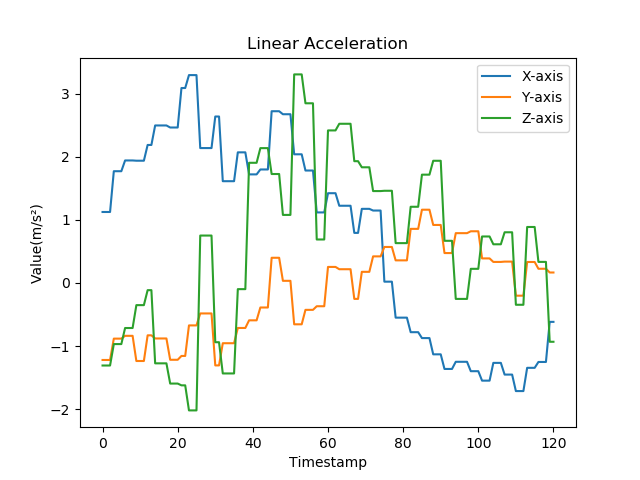 Linear Acceleration
X-axis
Y-axis
Z-axis
Value(m/s²)
3
2
1
0
−1
−2
0 20 40 60 80 100 120
Timestamp